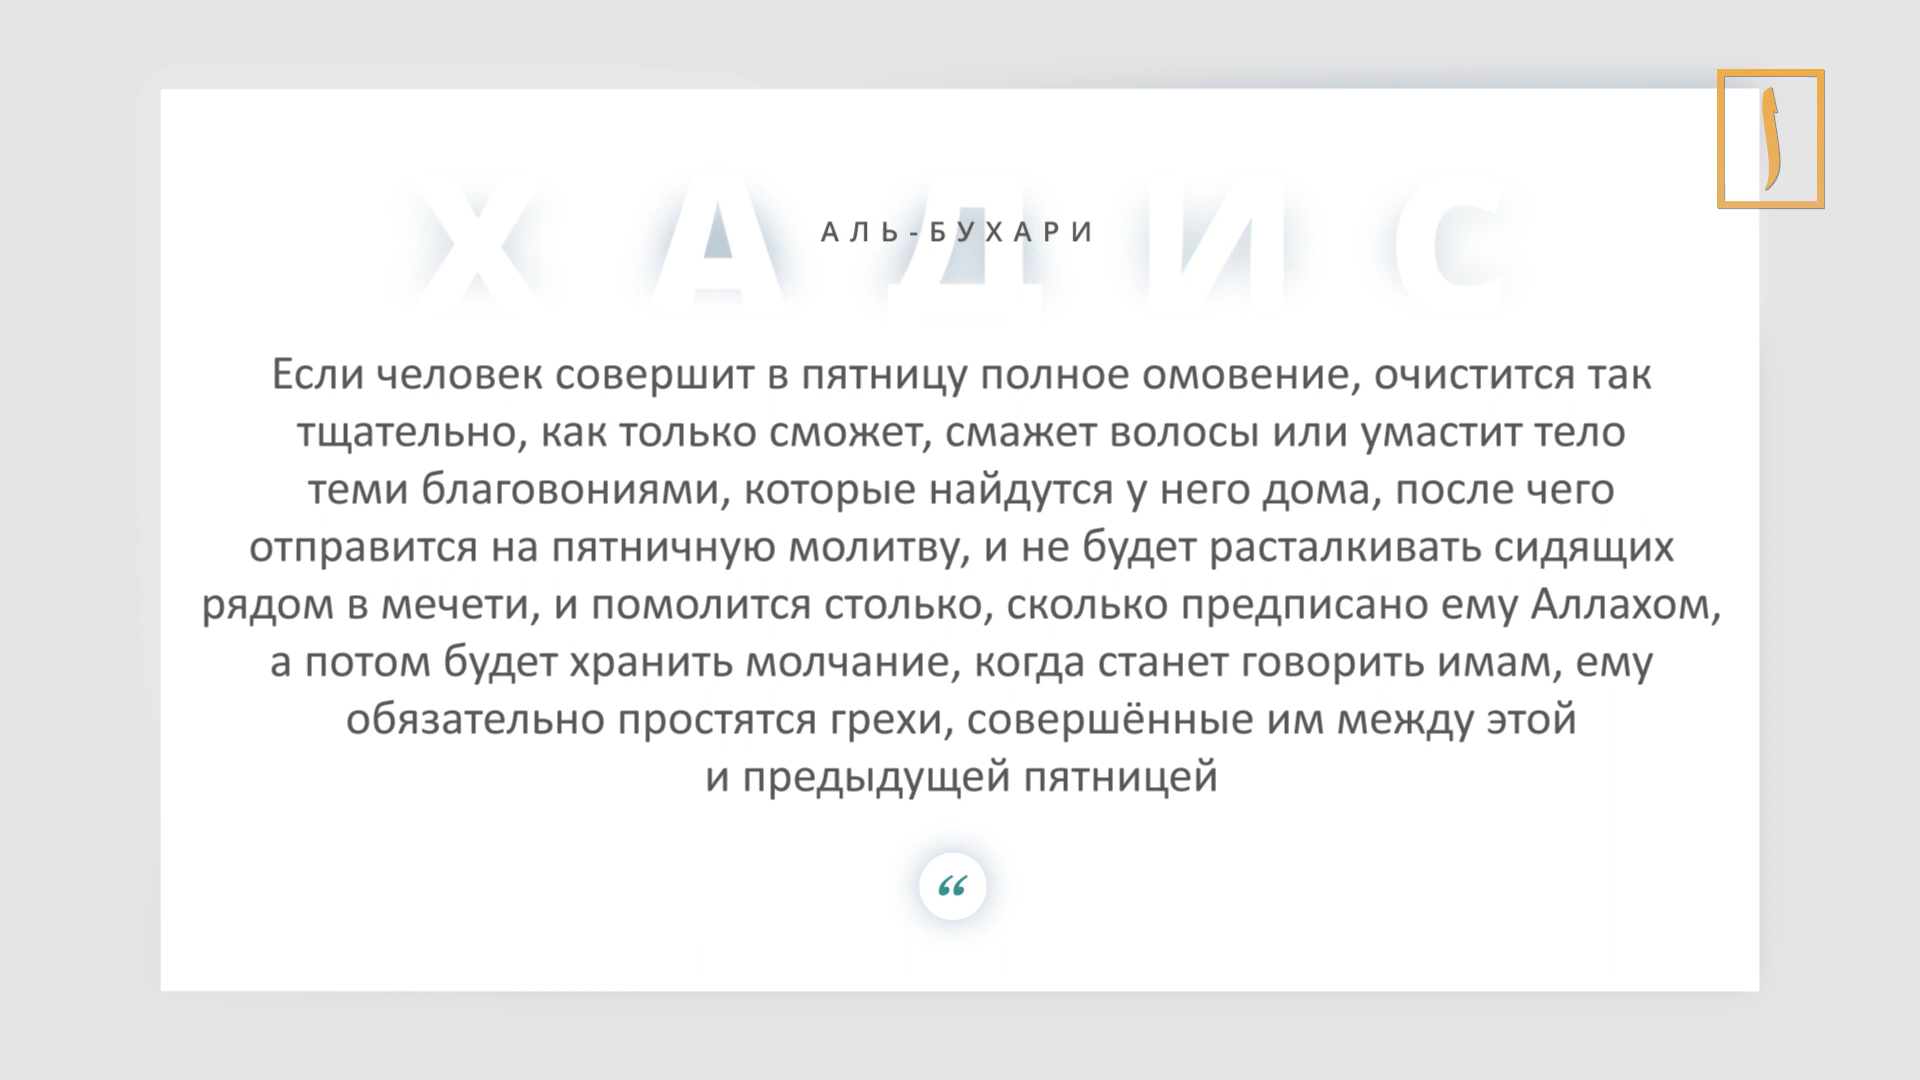 ХАДИС
АЛЬ-БУХАРИ
Если человек совершит в пятницу полное омовение, очистится так
тщательно, как только сможет, смажет волосы или умастит тело
теми благовониями, которые найдутся у него дома, после чего
отправится на пятничную молитву, и не будет расталкивать сидящих
рядом в мечети, и помолится столько, сколько предписано ему Аллахом,
а потом будет хранить молчание, когда станет говорить имам, ему
обязательно простятся грехи, совершённые им между этой
и предыдущей пятницей
“